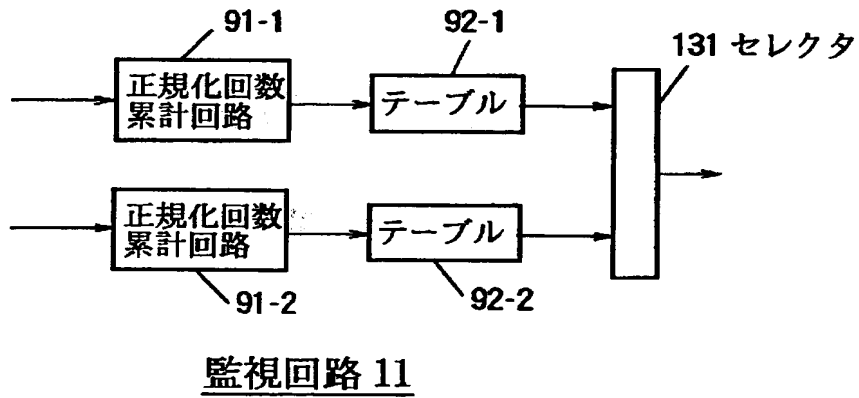 91-1
92-1
131 セレクタ
正規化回数
累計回路
テーブル
正規化回数
累計回路
テーブル
91-2
92-2
監視回路 11